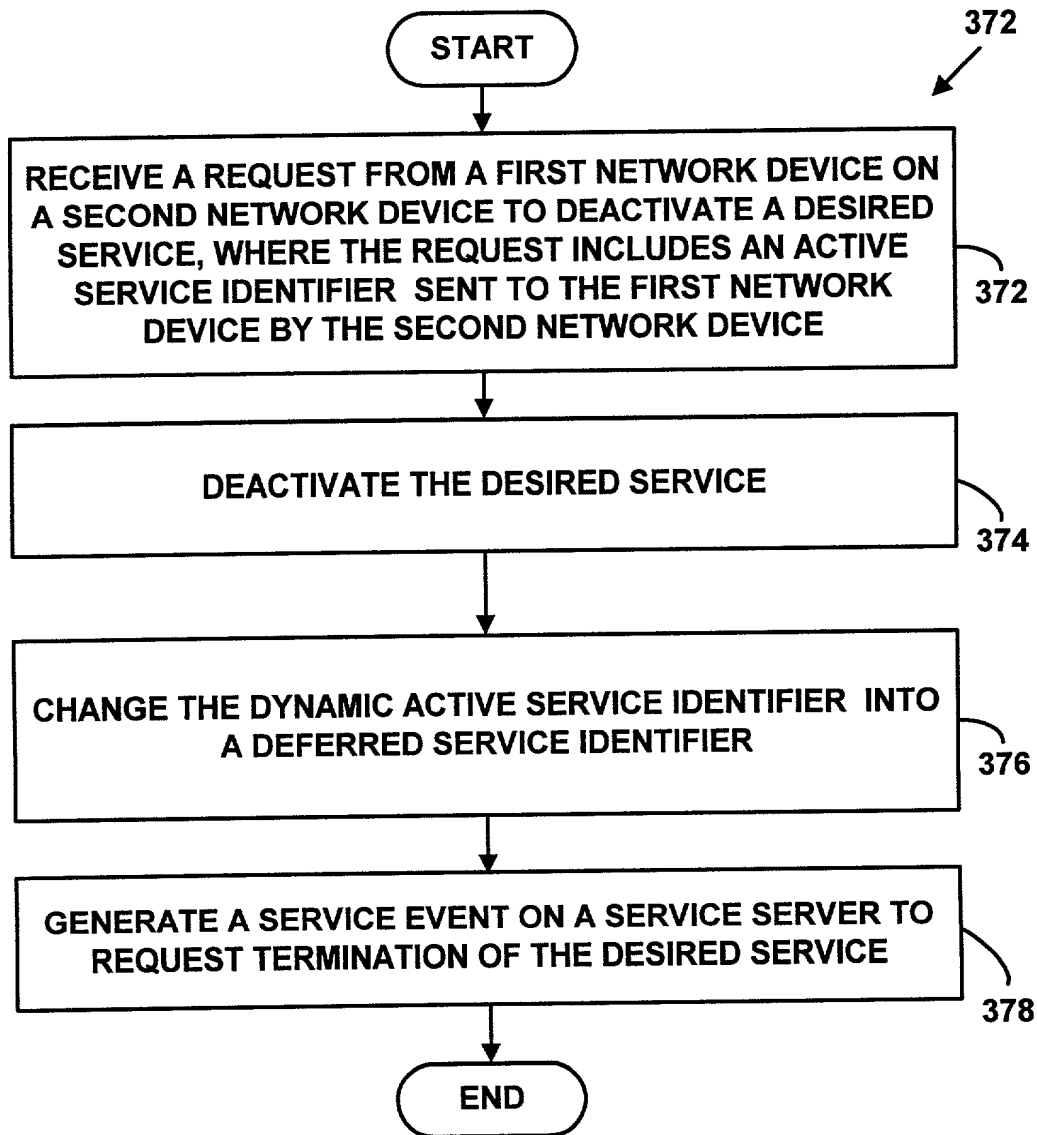 START
372
RECEIVE A REQUEST FROM A FIRST NETWORK DEVICE ON
A SECOND NETWORK DEVICE TO DEACTIVATE A DESIRED
SERVICE, WHERE THE REQUEST INCLUDES AN ACTIVE
SERVICE IDENTIFIER SENT TO THE FIRST NETWORK
DEVICE BY THE SECOND NETWORK DEVICE
372
DEACTIVATE THE DESIRED SERVICE
374
CHANGE THE DYNAMIC ACTIVE SERVICE IDENTIFIER INTO
A DEFERRED SERVICE IDENTIFIER
376
GENERATE A SERVICE EVENT ON A SERVICE SERVER TO
REQUEST TERMINATION OF THE DESIRED SERVICE
378
END